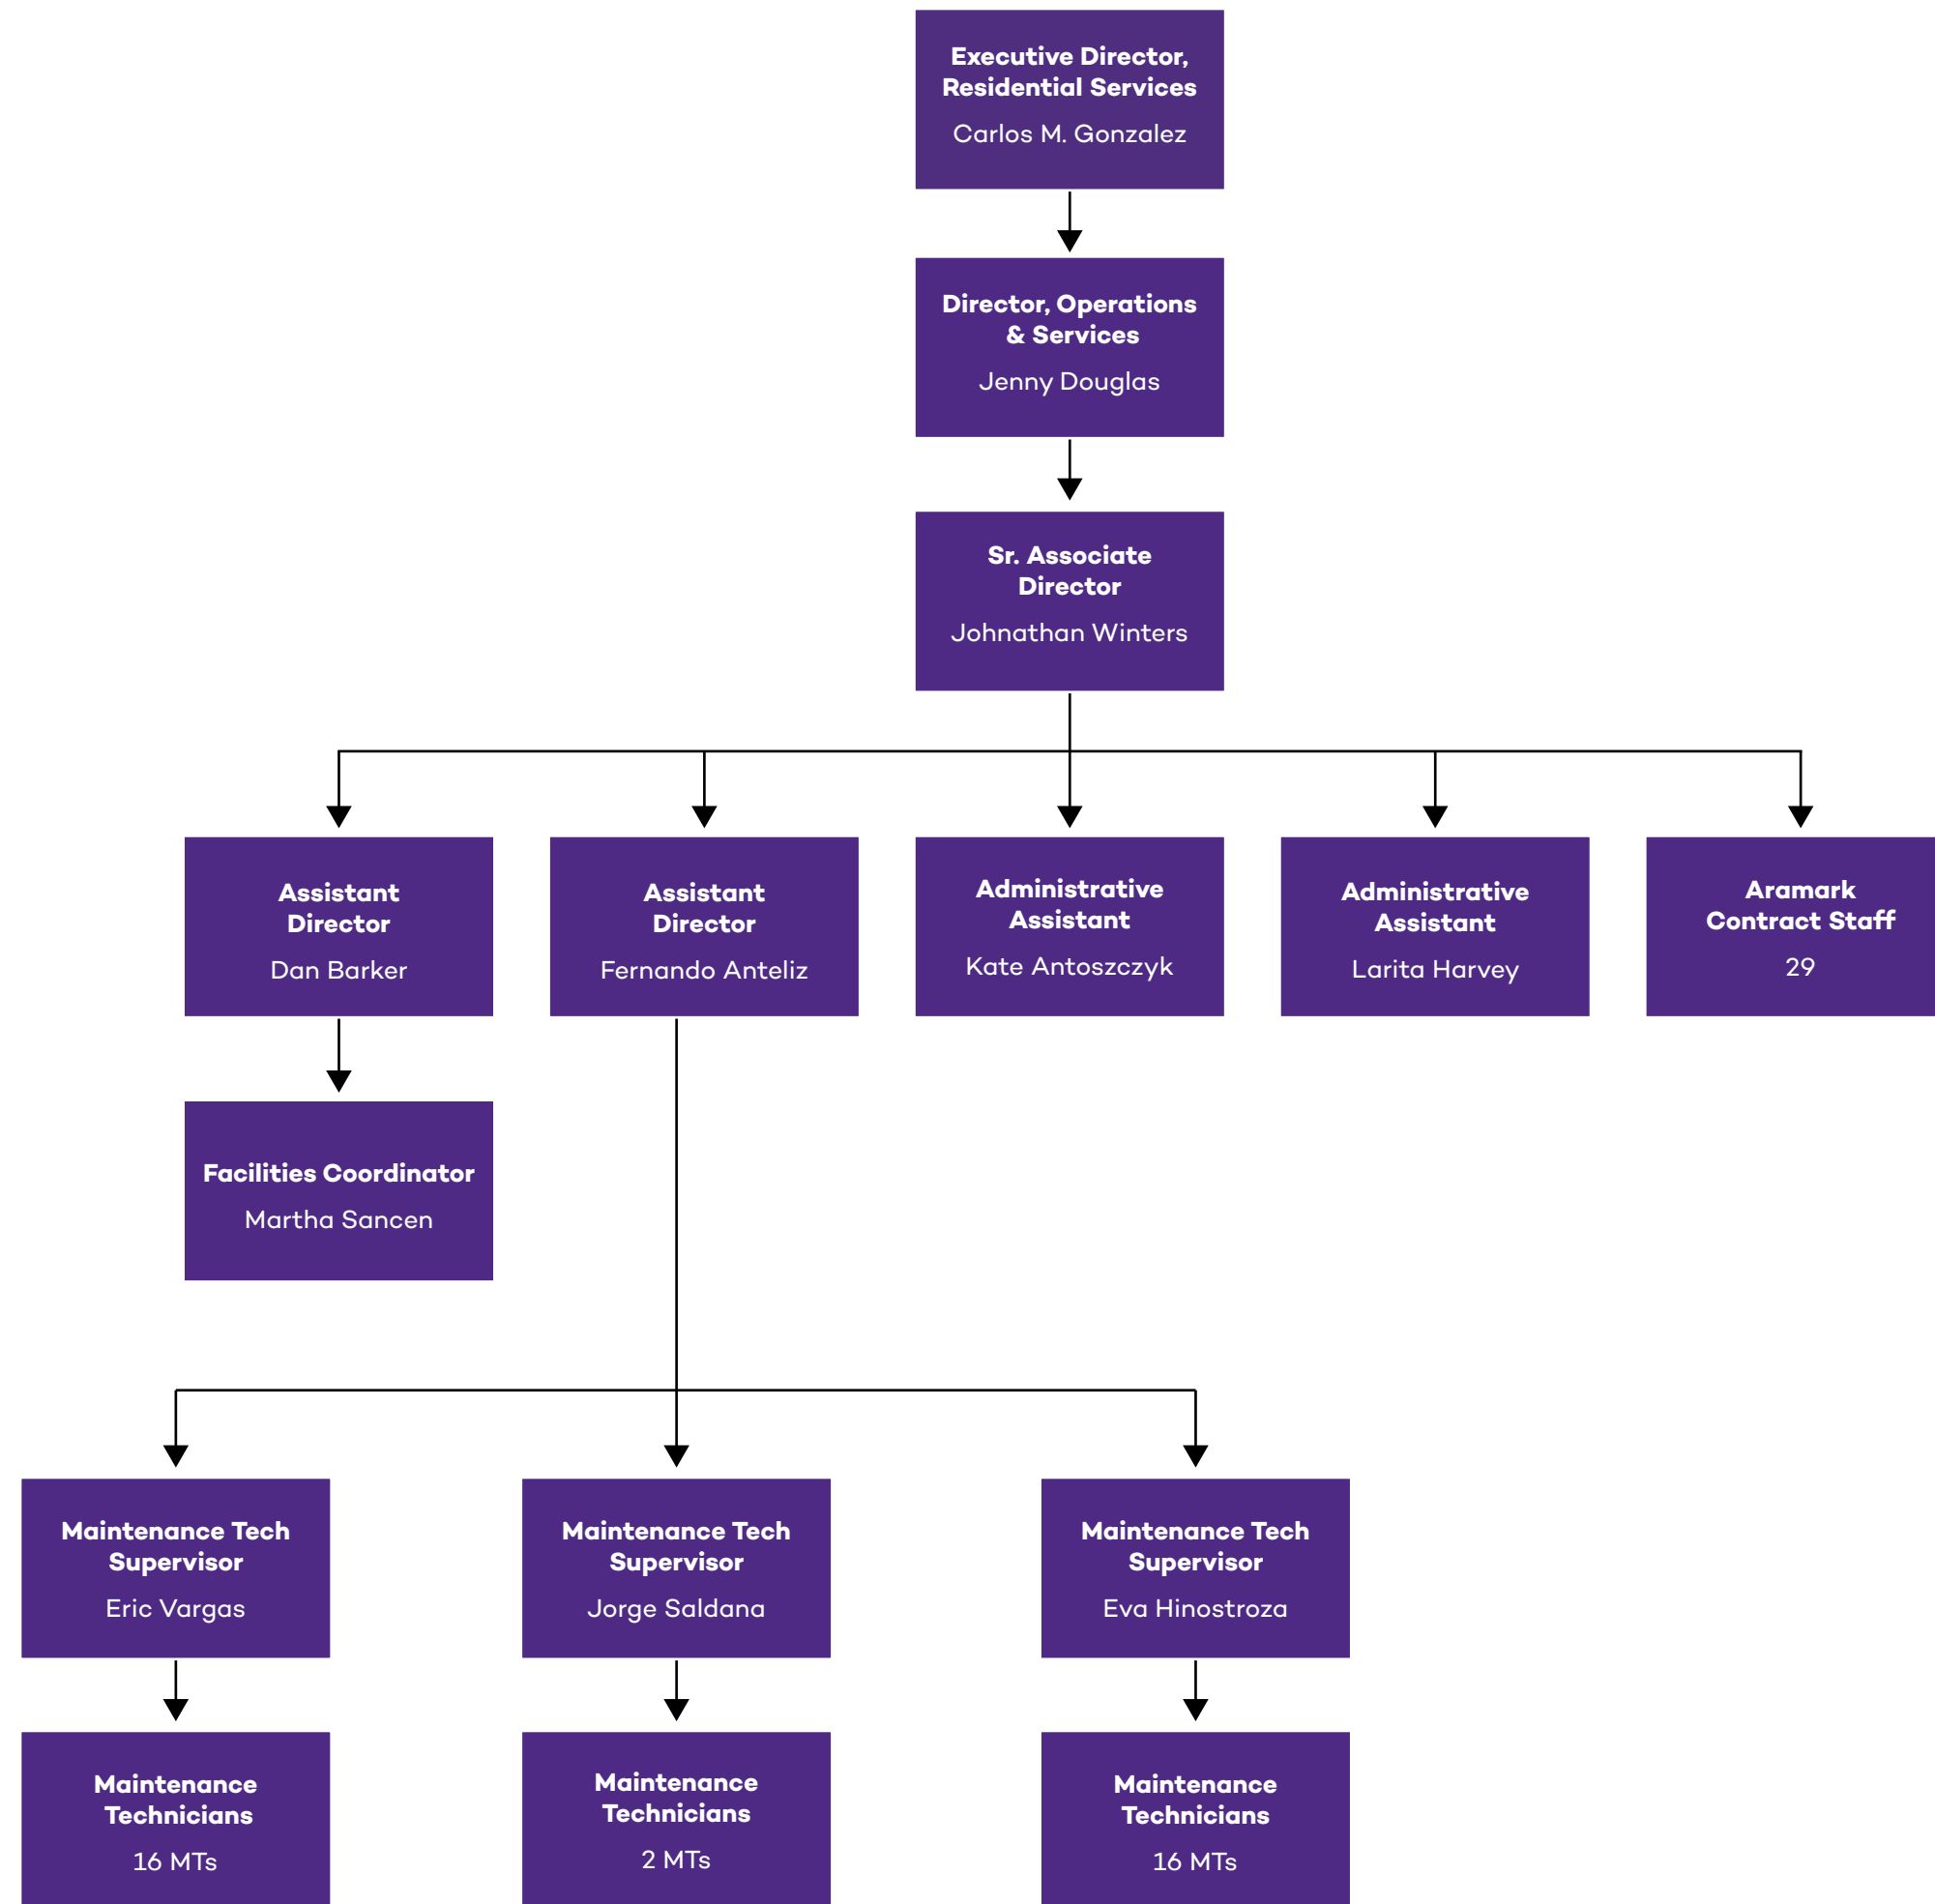 Executive Director,
Residential Services
Carlos M. Gonzalez
Director, Operations
& Services
Jenny Douglas
Sr. Associate
Director
Johnathan Winters
Assistant
Director
Dan Barker
Assistant
Director
Fernando Anteliz
Administrative
Assistant
Kate Antoszczyk
Administrative
Assistant
Larita Harvey
Aramark
Contract Staff
29
Facilities Coordinator
Martha Sancen
Maintenance Tech
Supervisor
Eric Vargas
Maintenance Tech
Supervisor
Jorge Saldana
Maintenance Tech
Supervisor
Eva Hinostroza
Maintenance
Technicians
16 MTs
Maintenance
Technicians
2 MTs
Maintenance
Technicians
16 MTs